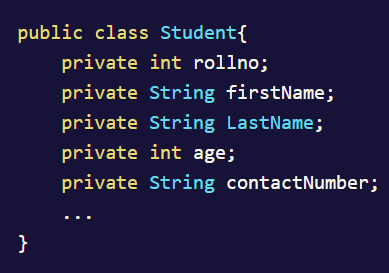 public class Student{
    private int rollno;
    private String firstName;
    private String LastName;
    private int age;
    private String contactNumber;
    ...
}